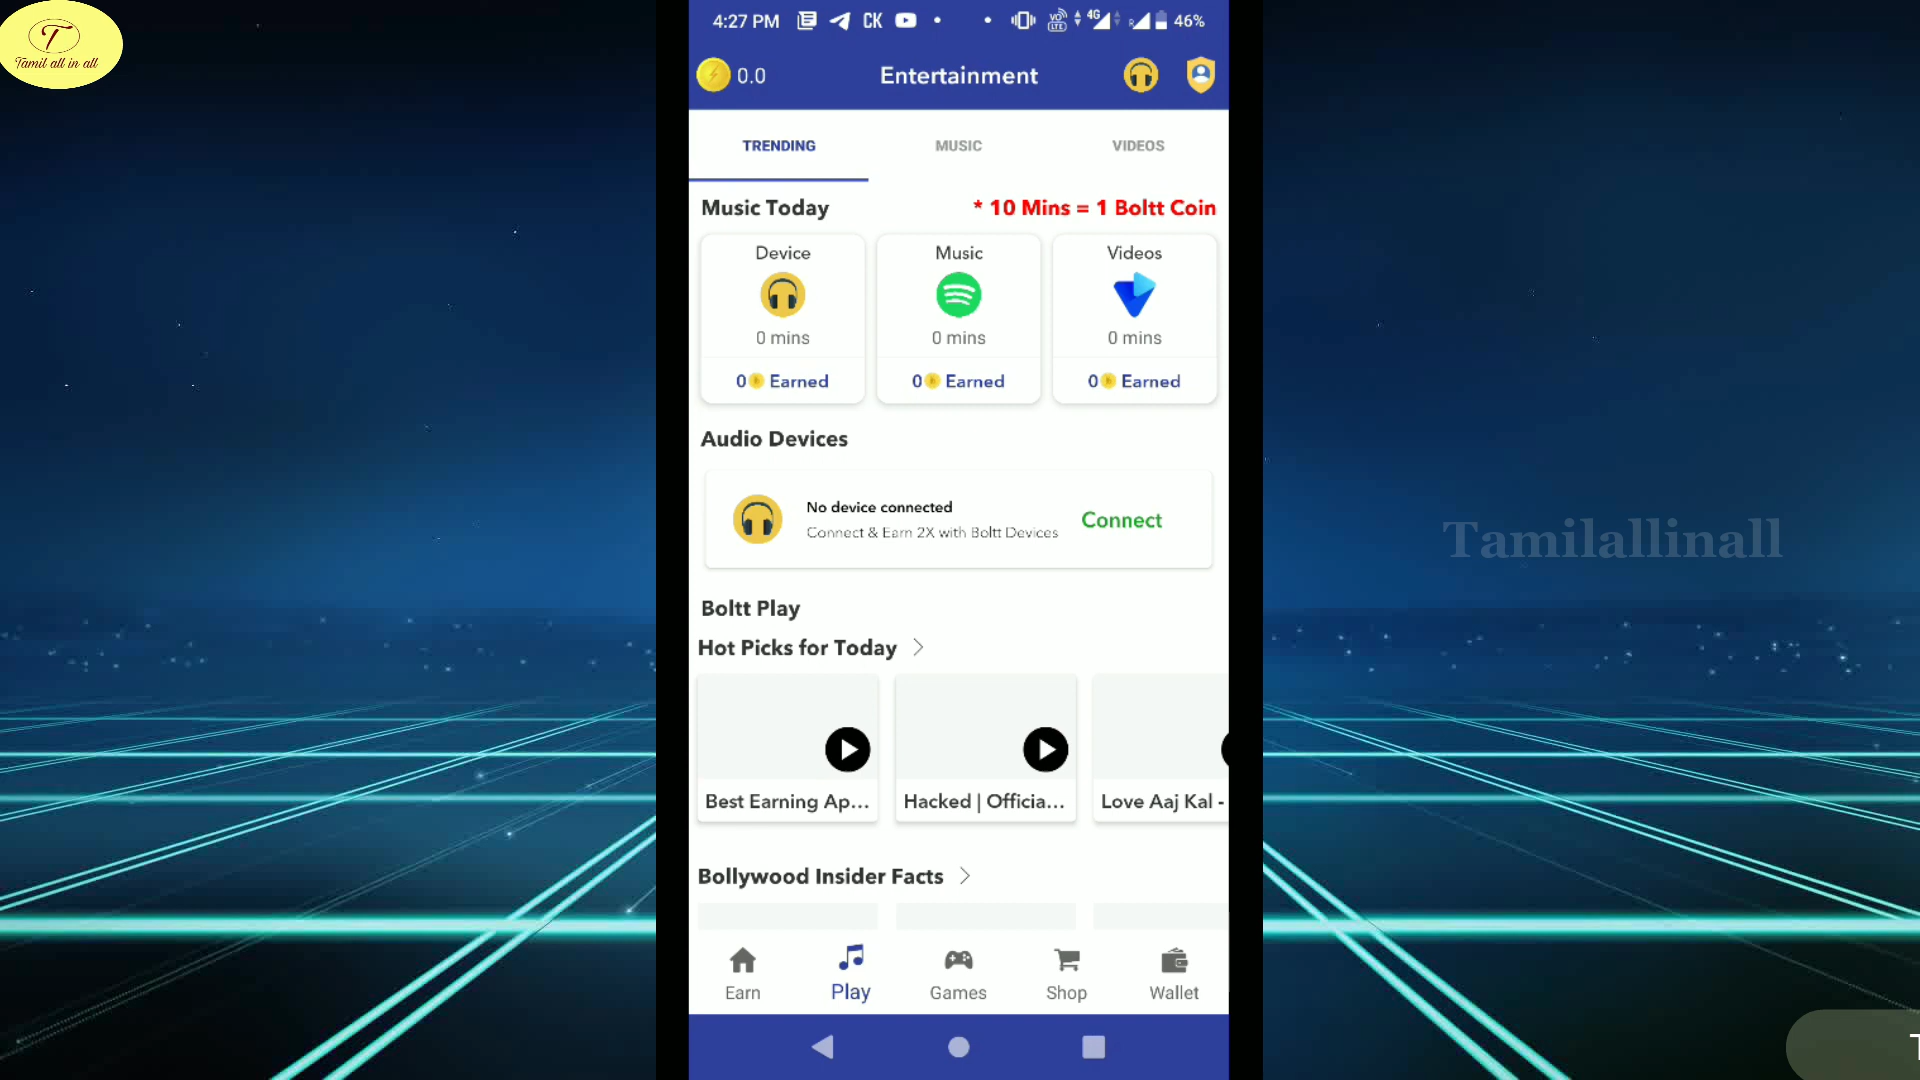 T
Tamil all in all
4:27 PM CK VO LTE 4G R 46%
0.0 Entertainment
TRENDING MUSIC VIDEOS
Music Today * 10 Mins = 1 Boltt Coin
Device Music Videos
0 mins 0 mins 0 mins
0 Earned 0 Earned 0 Earned
Audio Devices
No device connected
Connect & Earn 2X with Boltt Devices
Connect
Tamilallinall
Boltt Play
Hot Picks for Today
Best Earning Ap... Hacked | Officia... Love Aaj Kal -
Bollywood Insider Facts
Earn Play Games Shop Wallet